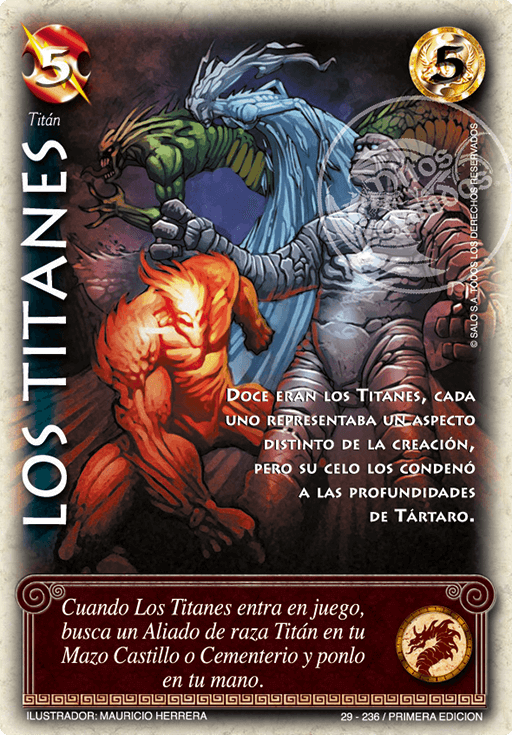 5
5
Titán
LOS TITANES
© SALO S.A. TODOS LOS DERECHOS RESERVADOS
Doce eran los Titanes, cada
uno representaba un aspecto
distinto de la creación,
pero su celo los condenó
a las profundidades
de Tártaro.
Cuando Los Titanes entra en juego,
busca un Aliado de raza Titán en tu
Mazo Castillo o Cementerio y ponlo
en tu mano.
ILUSTRADOR: MAURICIO HERRERA
29 - 236 / PRIMERA EDICION